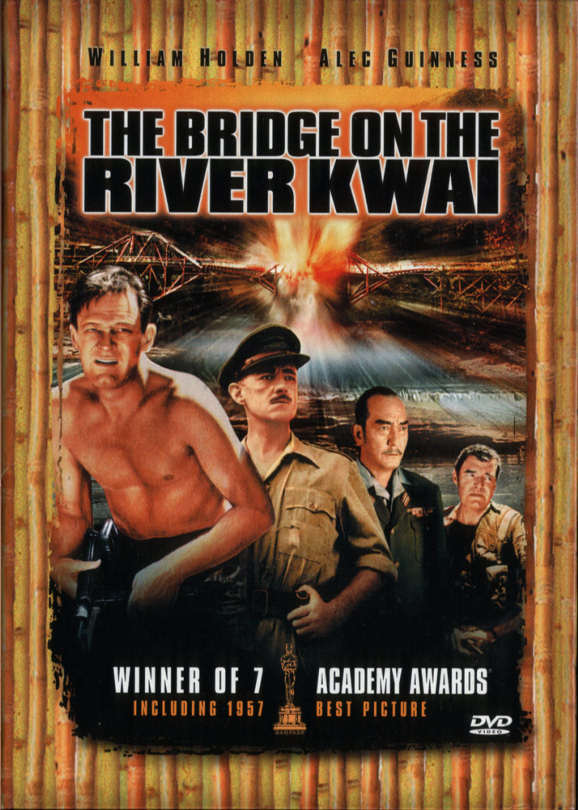 WILLIAM HOLDEN ALEC GUINNESS
THE BRIDGE ON THE
RIVER KWAI
WINNER OF 7 ACADEMY AWARDS
INCLUDING 1957 BEST PICTURE
DVD
VIDEO